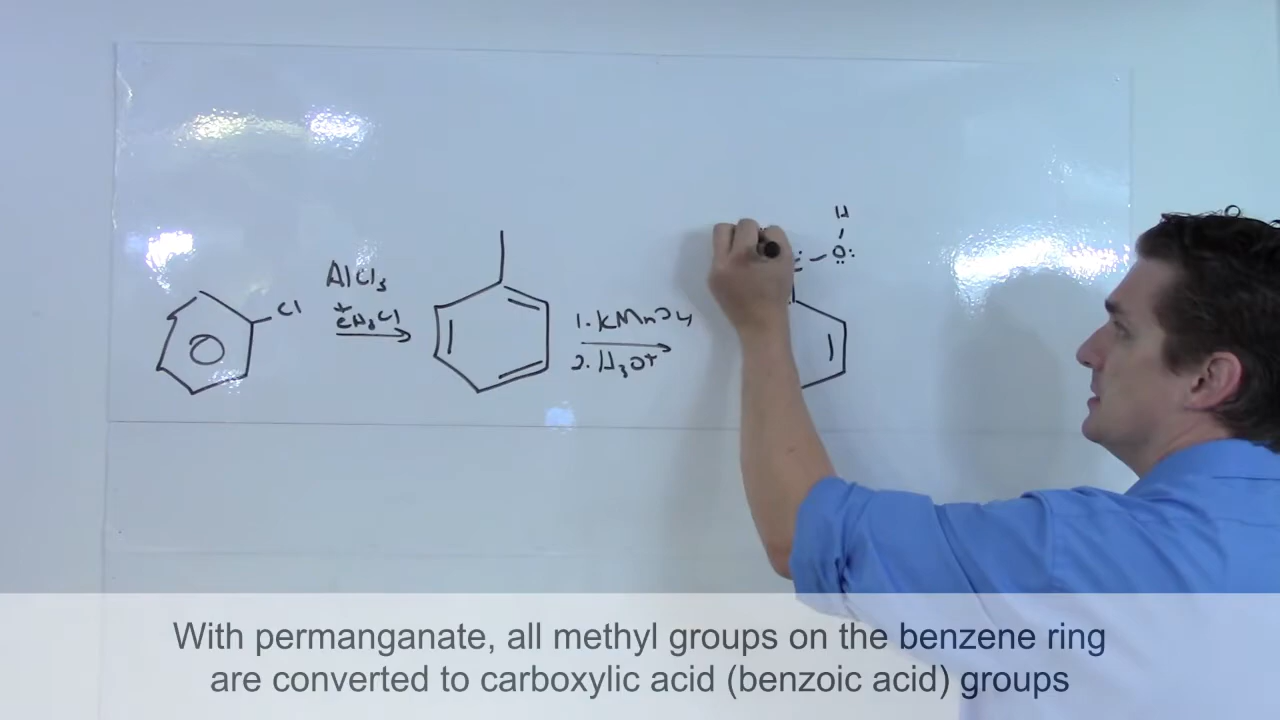 Cl
AlCl3
+
CH3Cl
1. KMnO4
2. H3O+
H
O
With permanganate, all methyl groups on the benzene ring
are converted to carboxylic acid (benzoic acid) groups